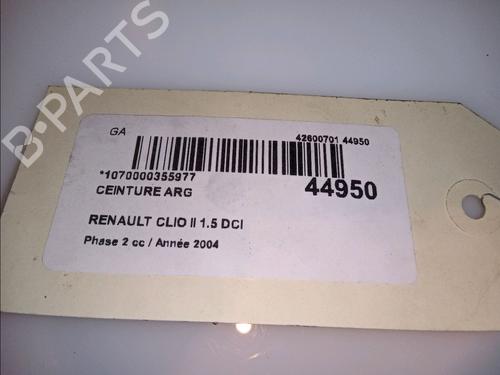 B-PARTS
GA
42600701 44950
*1070000355977
44950
CEINTURE ARG
RENAULT CLIO II 1.5 DCI
Phase 2 cc / Année 2004